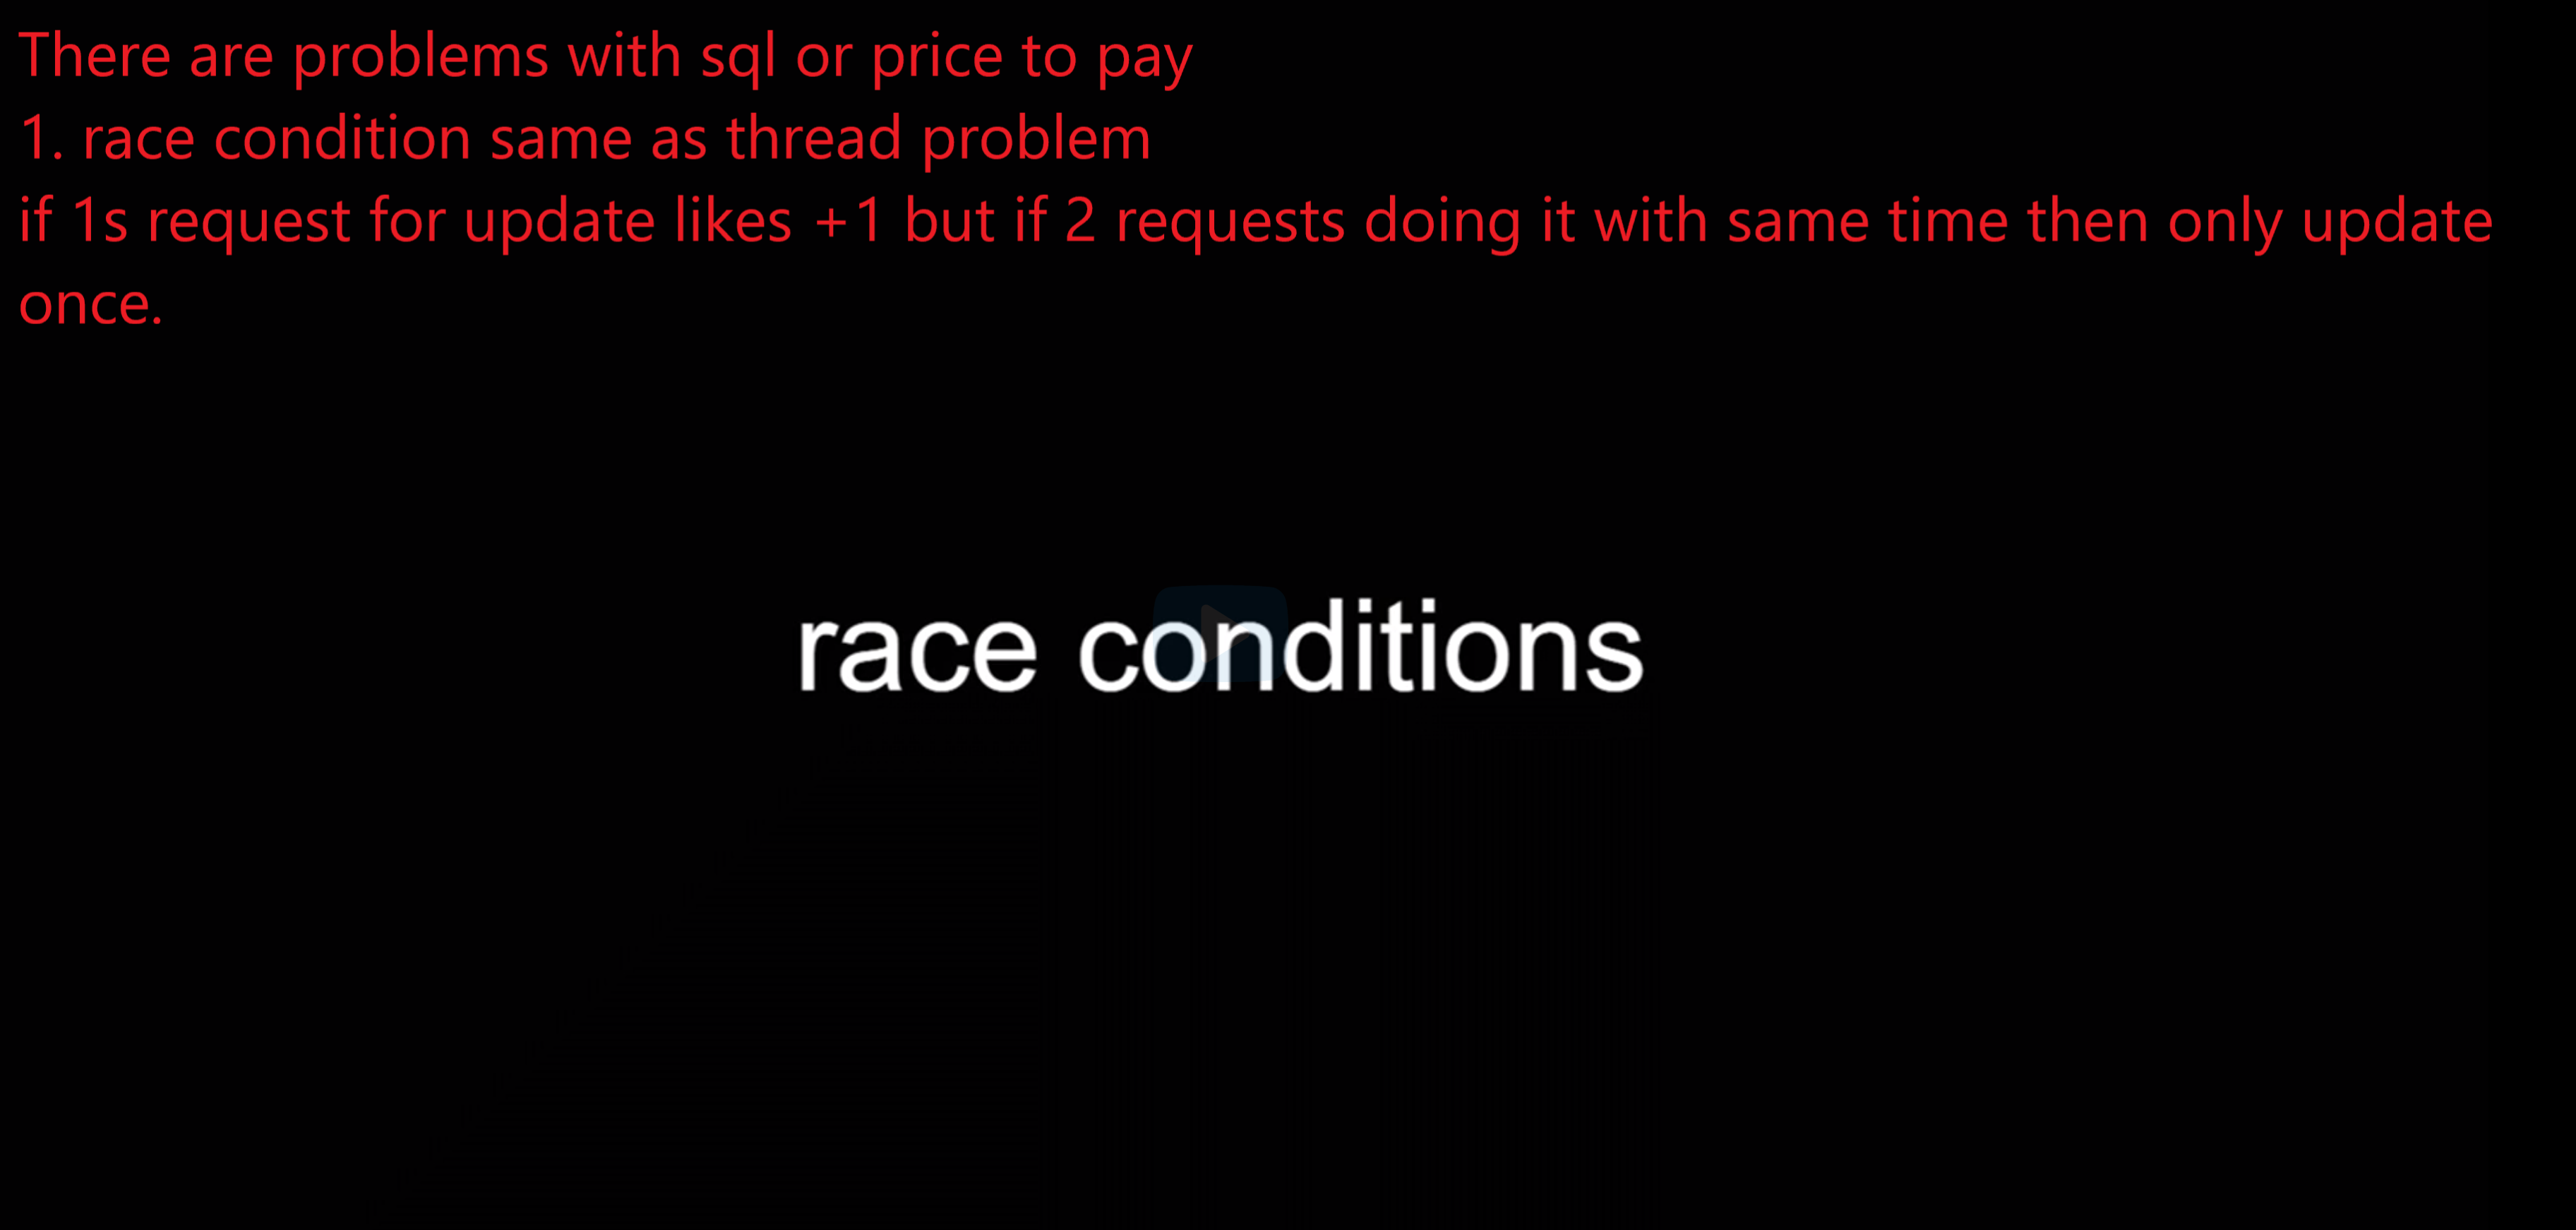 There are problems with sql or price to pay
1. race condition same as thread problem
if 1s request for update likes +1 but if 2 requests doing it with same time then only update
once.
race conditions